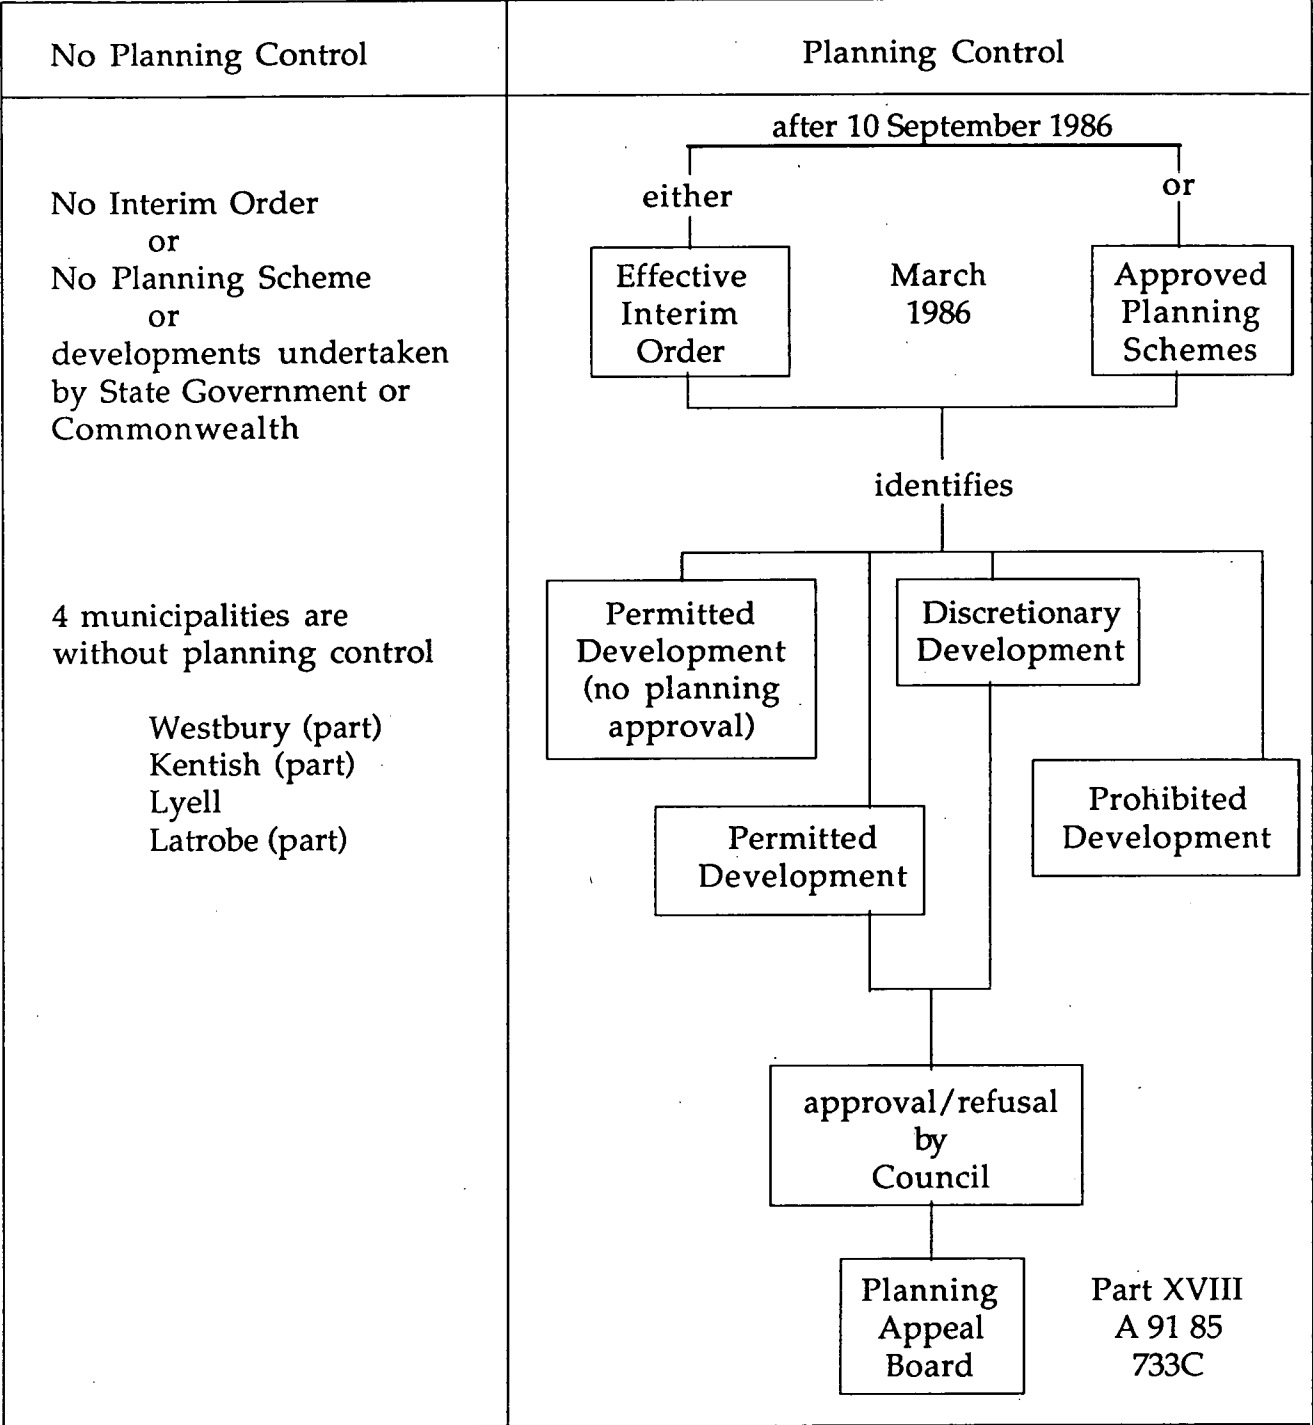 No Planning Control
Planning Control
No Interim Order
or
No Planning Scheme
or
developments undertaken
by State Government or
Commonwealth
4 municipalities are
without planning control
Westbury (part)
Kentish (part)
Lyell
Latrobe (part)
after 10 September 1986
either
or
Effective
Interim
Order
March
1986
Approved
Planning
Schemes
identifies
Permitted
Development
(no planning
approval)
Discretionary
Development
Permitted
Development
Prohibited
Development
approval/refusal
by
Council
Planning
Appeal
Board
Part XVIII
A 91 85
733C